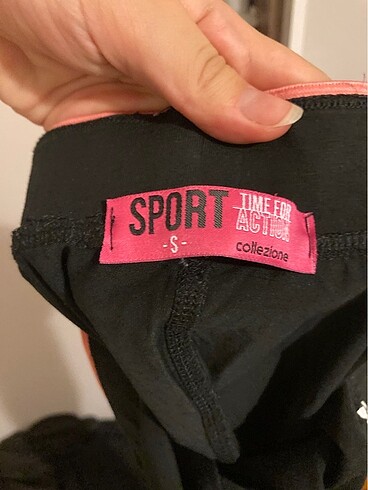 SPORT
TIME FOR
ACTION
-S-
collezione